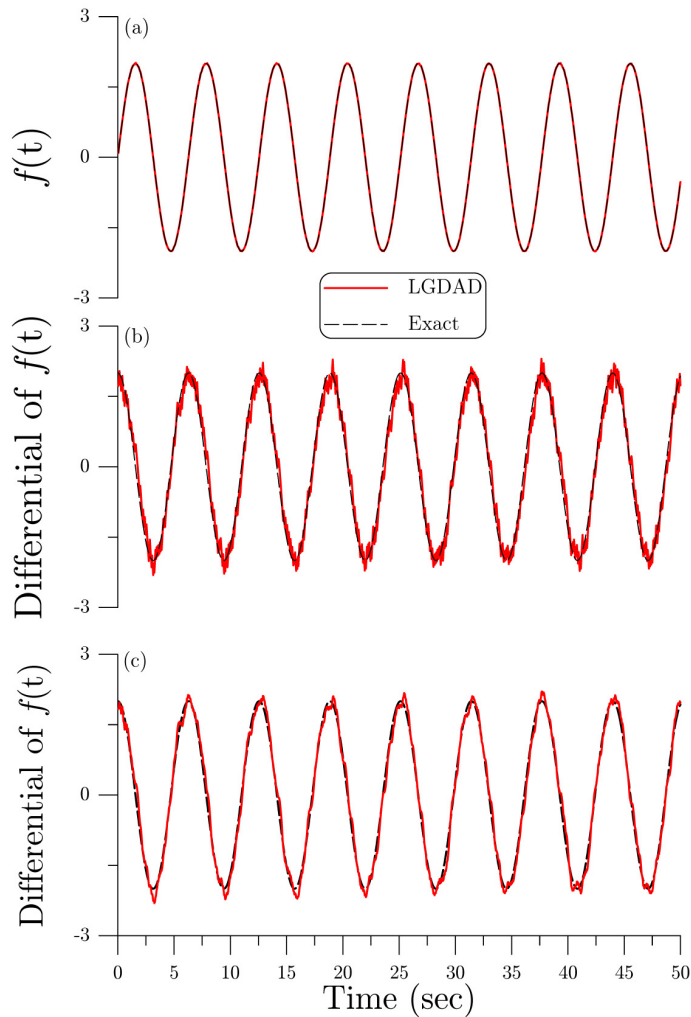 3
(a)
f(t)
0
-3
LGDAD
Exact
3
(b)
Differential of f(t)
0
-3
3
(c)
Differential of f(t)
0
-3
0 5 10 15 20 25 30 35 40 45 50
Time (sec)